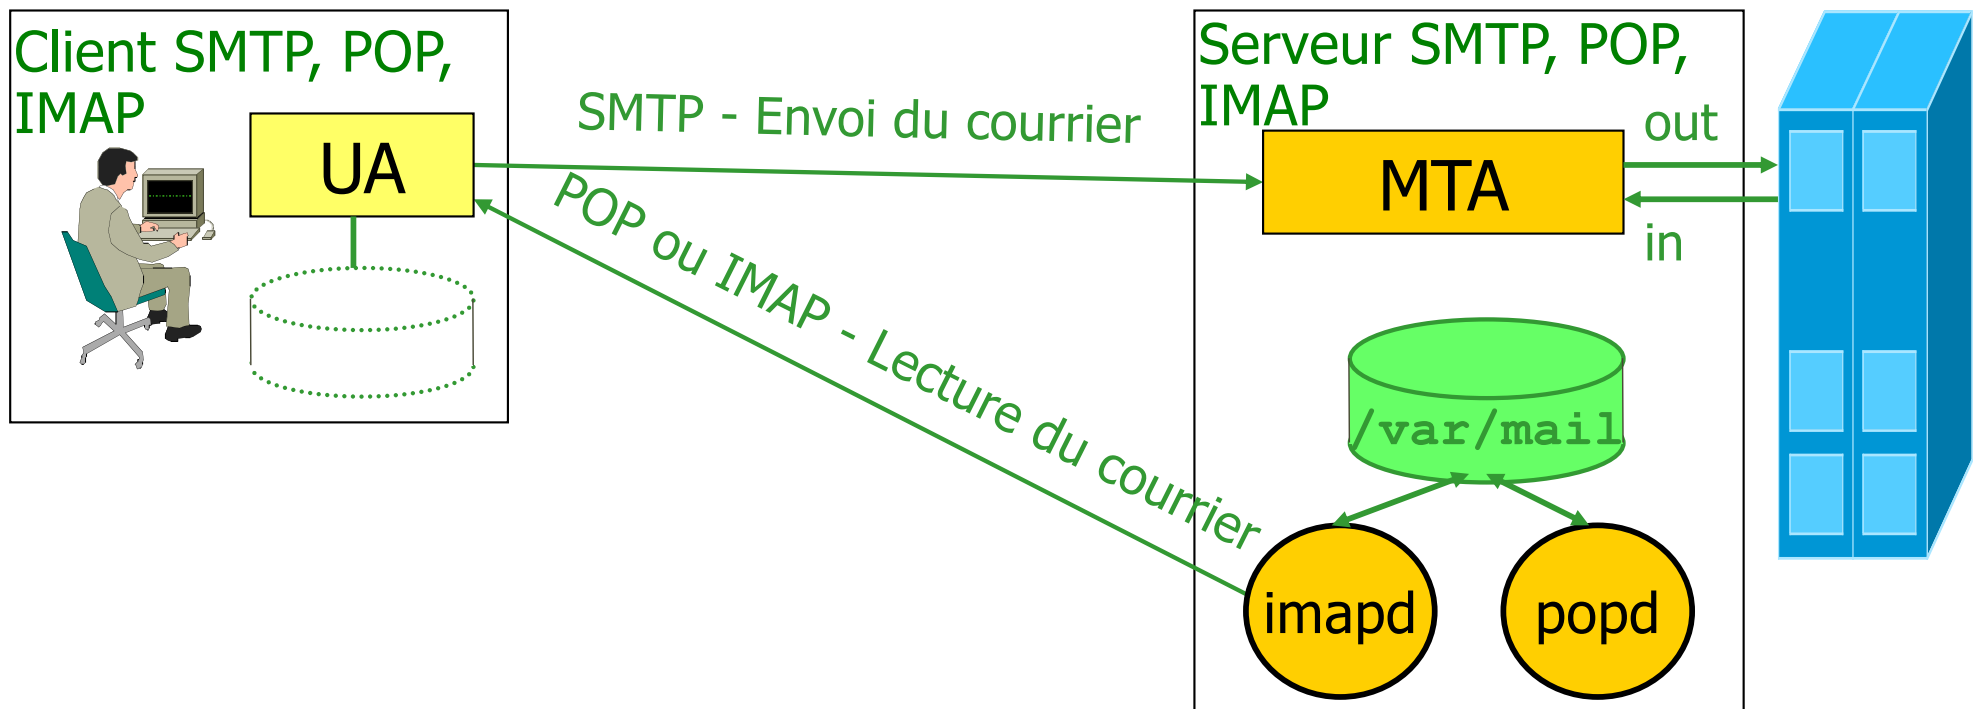 Client SMTP, POP,
IMAP
UA
SMTP - Envoi du courrier
POP ou IMAP - Lecture du courrier
Serveur SMTP, POP,
IMAP
MTA
out
in
/var/mail
imapd
popd